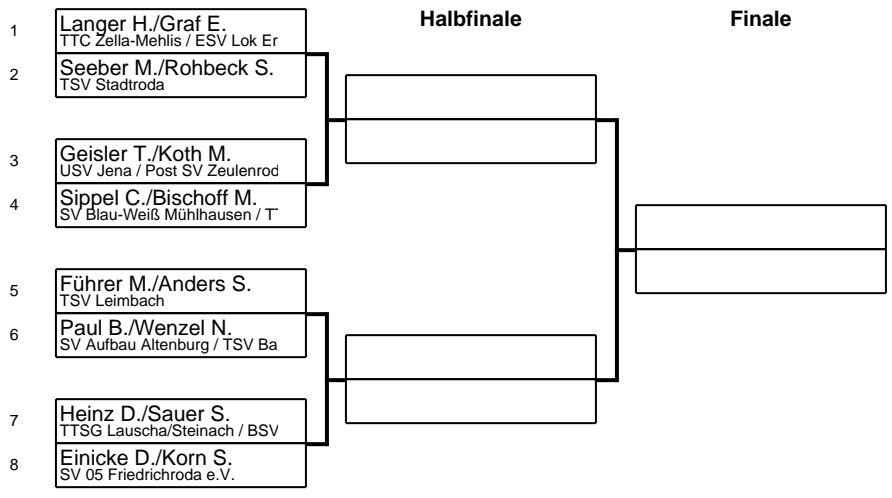 Halbfinale
Finale
1
Langer H./Graf E.
TTC Zella-Mehlis / ESV Lok Er
2
Seeber M./Rohbeck S.
TSV Stadtroda
3
Geisler T./Koth M.
USV Jena / Post SV Zeulenrod
4
Sippel C./Bischoff M.
SV Blau-Weiß Mühlhausen / TT
5
Führer M./Anders S.
TSV Leimbach
6
Paul B./Wenzel N.
SV Aufbau Altenburg / TSV Ba
7
Heinz D./Sauer S.
TTSG Lauscha/Steinach / BSV
8
Einicke D./Korn S.
SV 05 Friedrichroda e.V.